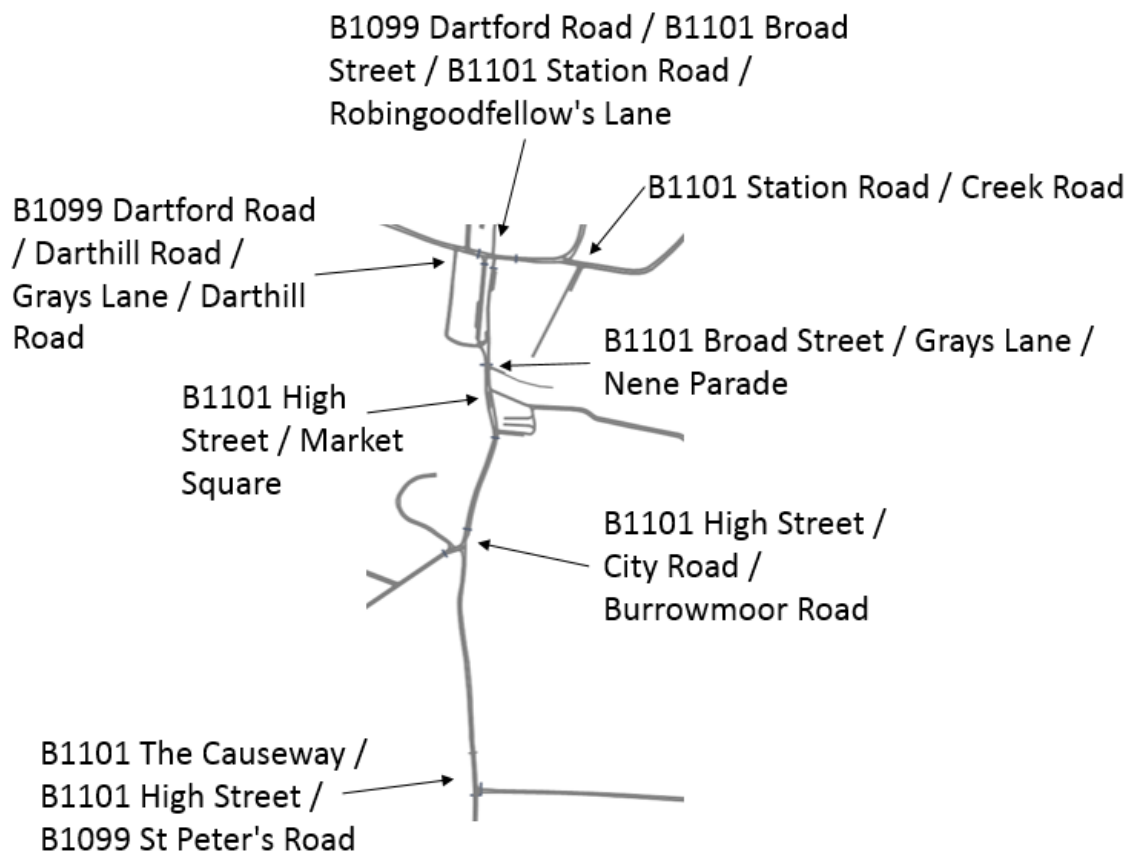 B1099 Dartford Road / B1101 Broad
Street / B1101 Station Road /
Robingoodfellow's Lane
B1101 Station Road / Creek Road
B1099 Dartford Road
/ Darthill Road /
Grays Lane / Darthill
Road
B1101 Broad Street / Grays Lane /
Nene Parade
B1101 High
Street / Market
Square
B1101 High Street /
City Road /
Burrowmoor Road
B1101 The Causeway /
B1101 High Street /
B1099 St Peter's Road